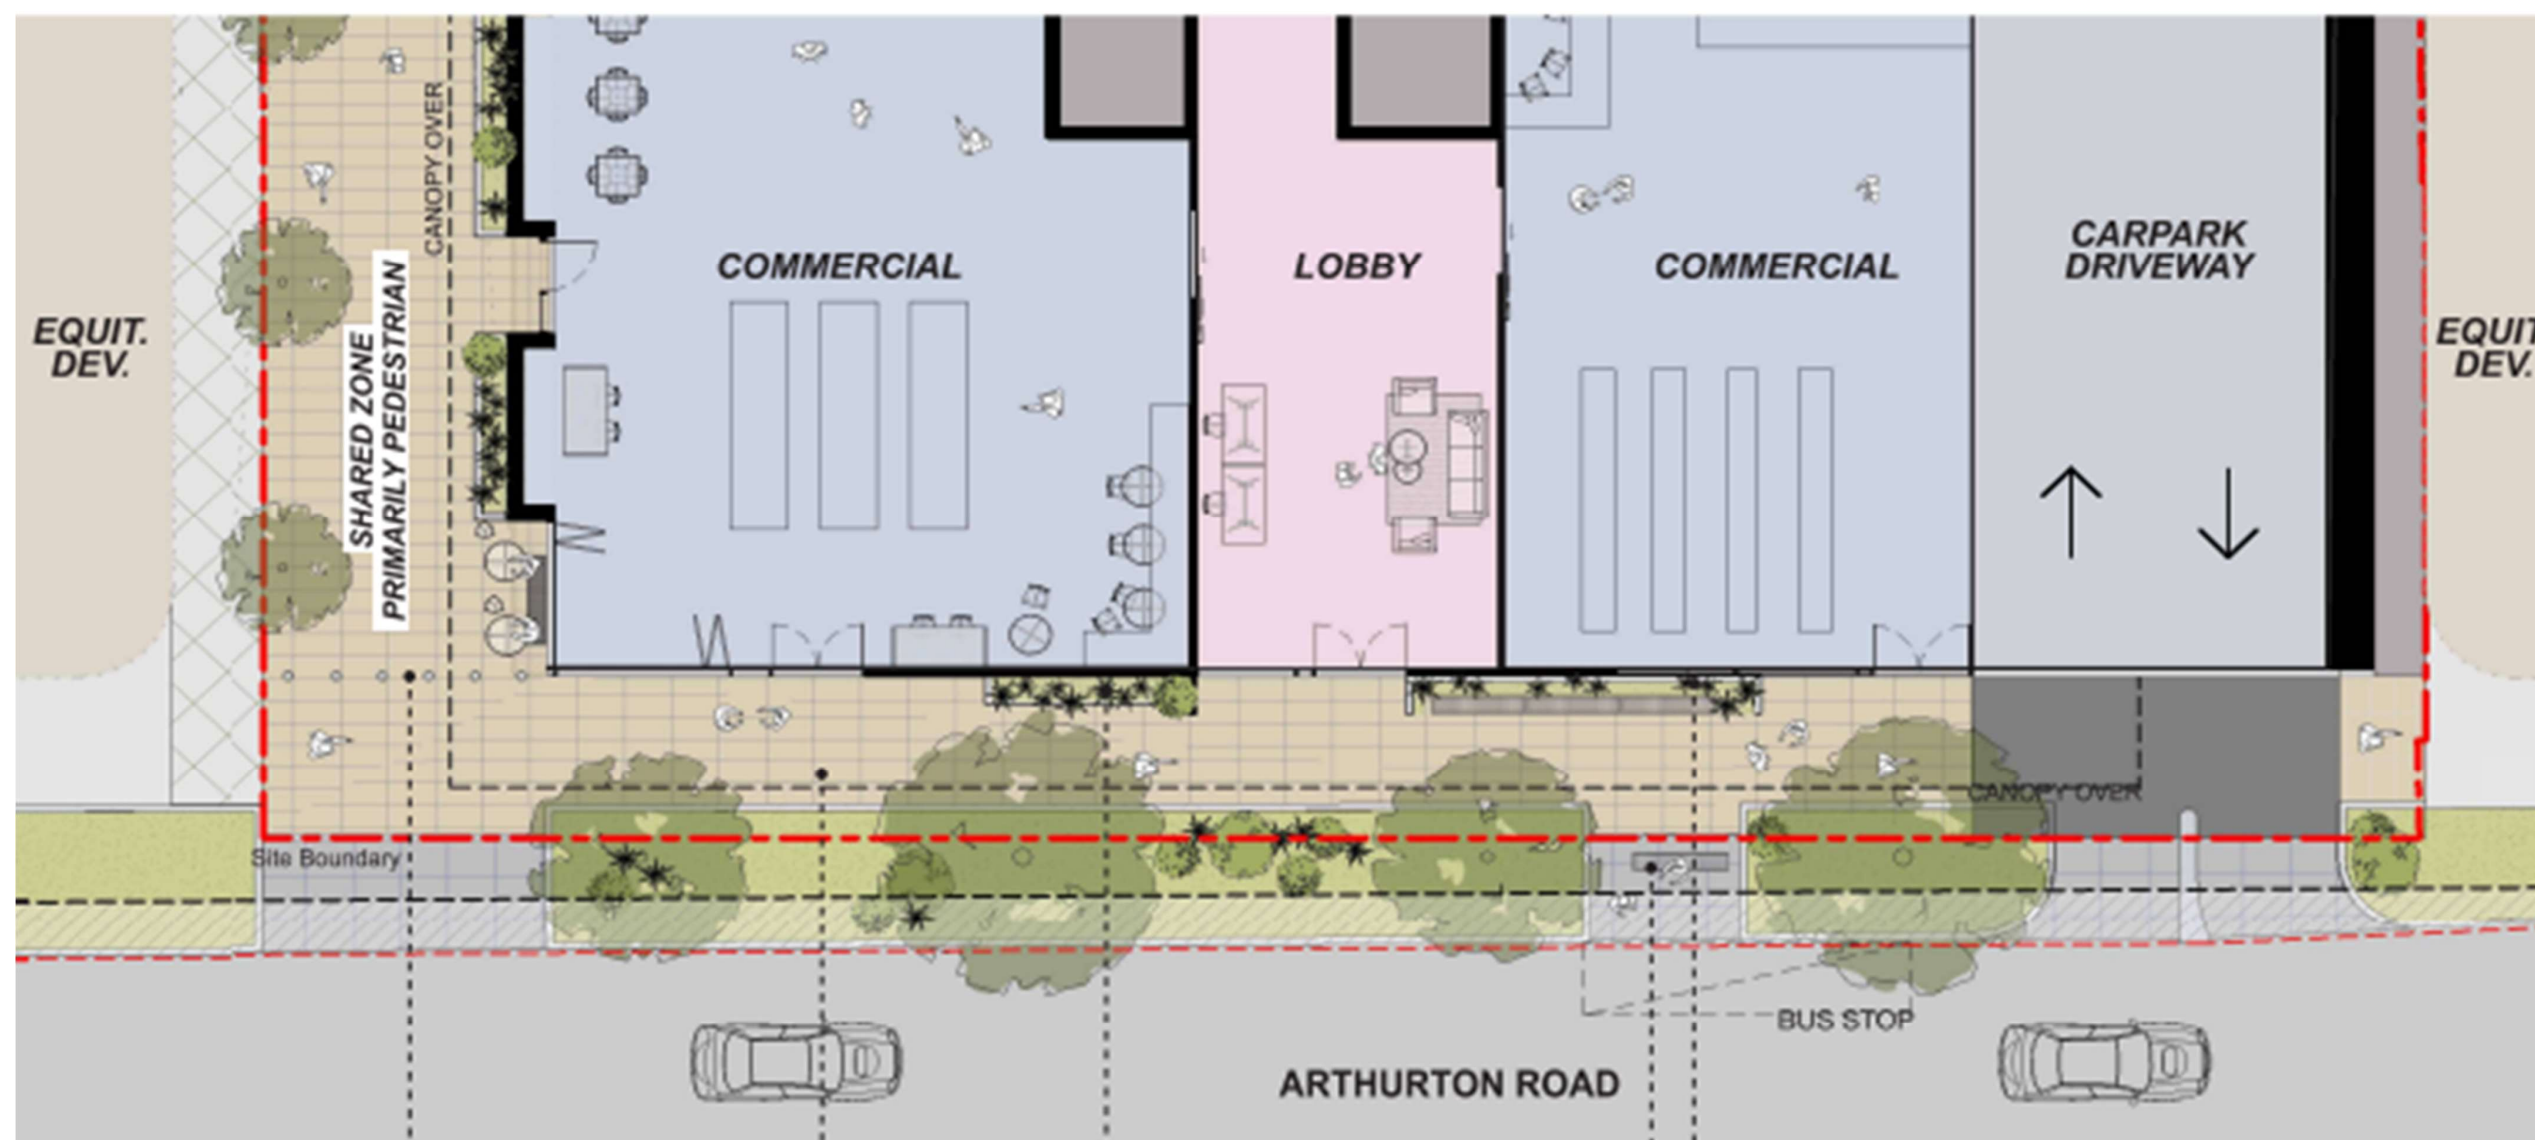 CANOPY OVER
COMMERCIAL
LOBBY
COMMERCIAL
CARPARK
DRIVEWAY
EQUIT.
DEV.
SHARED ZONE
PRIMARILY PEDESTRIAN
EQUIT
DEV.
CANOPY OVER
Site Boundary
BUS STOP
ARTHURTON ROAD